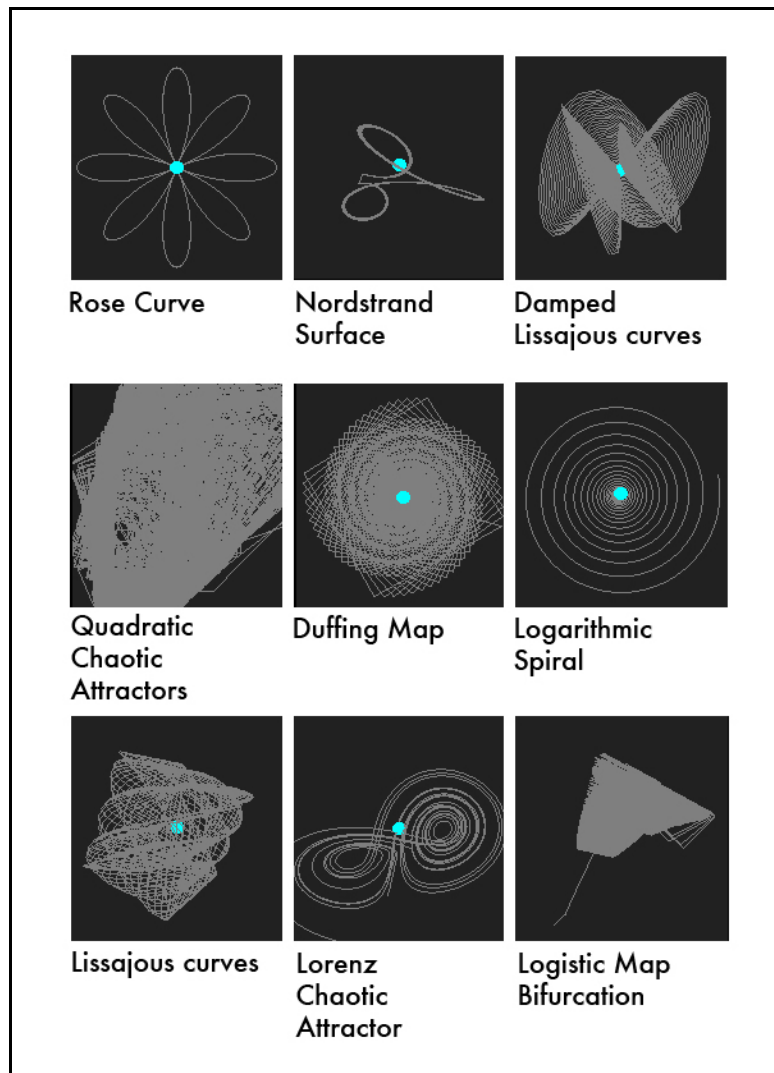 Rose Curve
Nordstrand
Surface
Damped
Lissajous curves
Quadratic
Chaotic
Attractors
Duffing Map
Logarithmic
Spiral
Lissajous curves
Lorenz
Chaotic
Attractor
Logistic Map
Bifurcation